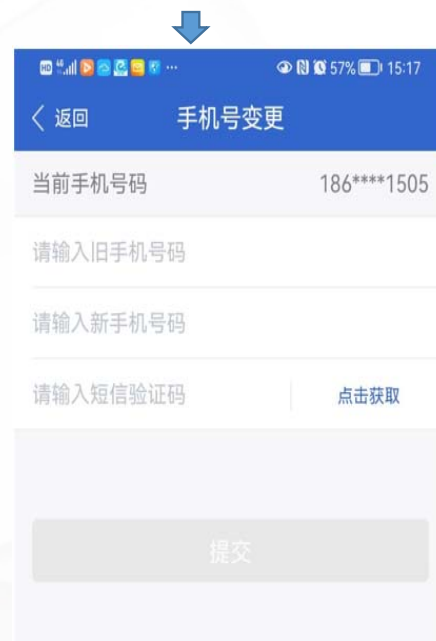 HD 57% 15:17
返回 手机号变更
当前手机号码 186****1505
请输入旧手机号码
请输入新手机号码
请输入短信验证码 点击获取
提交